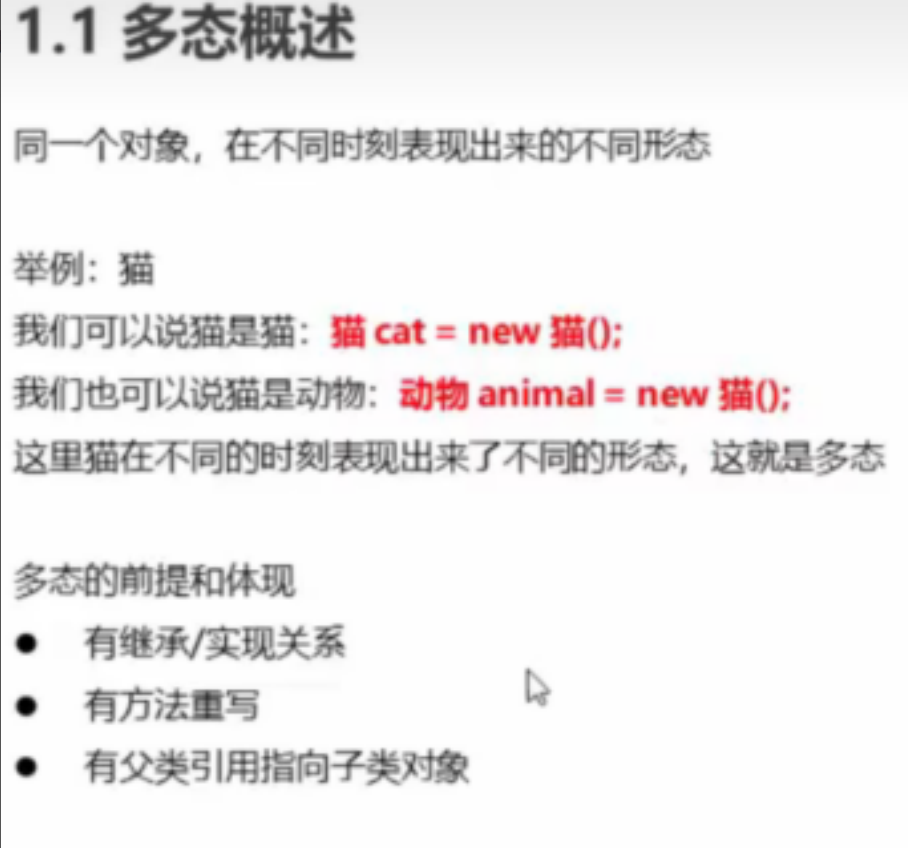 1.1 多态概述
同一个对象，在不同时刻表现出来的不同形态
举例：猫
我们可以说猫是猫：猫 cat = new 猫();
我们也可以说猫是动物：动物 animal = new 猫();
这里猫在不同的时刻表现出来了不同的形态，这就是多态
多态的前提和体现
● 有继承/实现关系
● 有方法重写
● 有父类引用指向子类对象